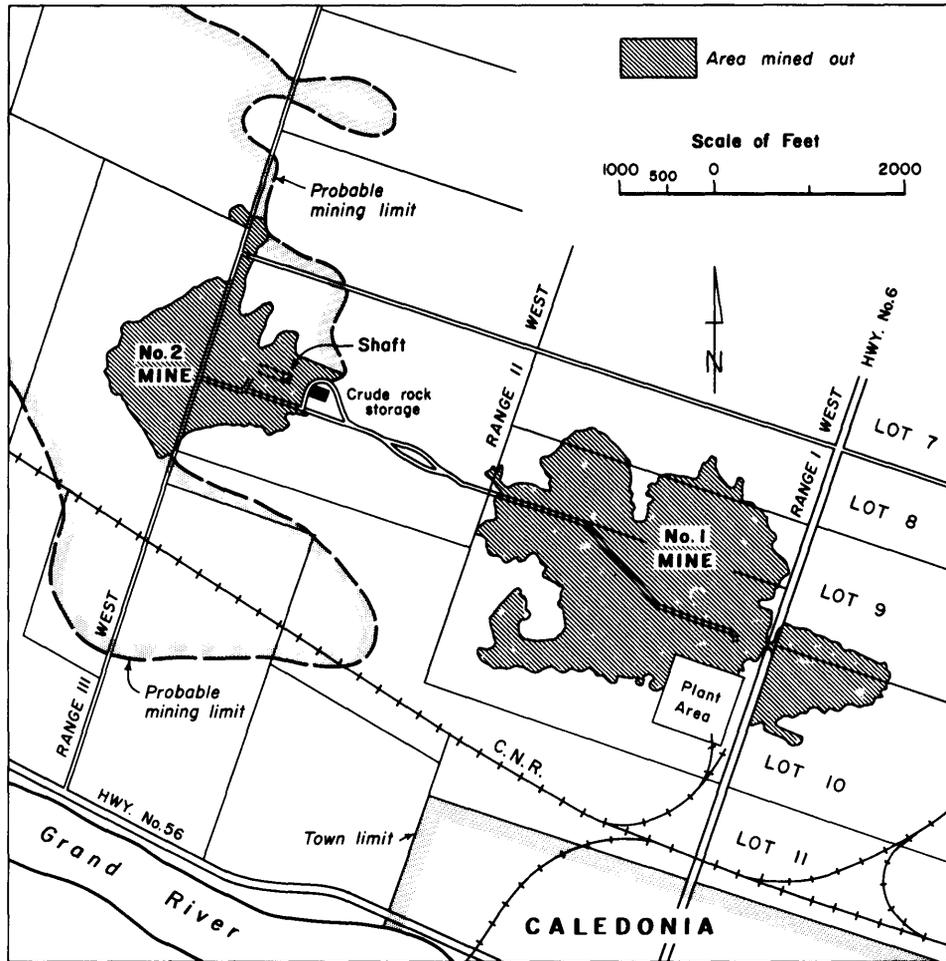 Area mined out
Scale of Feet
1000 500 0 2000
Probable
mining limit
WEST
HWY. No.6
N
No.2
MINE
Shaft
Crude rock
storage
RANGE II
WEST
RANGE I
LOT 7
LOT 8
No.1
MINE
LOT 9
WEST
RANGE III
Probable
mining limit
Plant
Area
C.N.R.
LOT 10
HWY. No.56
Town limit
LOT 11
Grand River
CALEDONIA